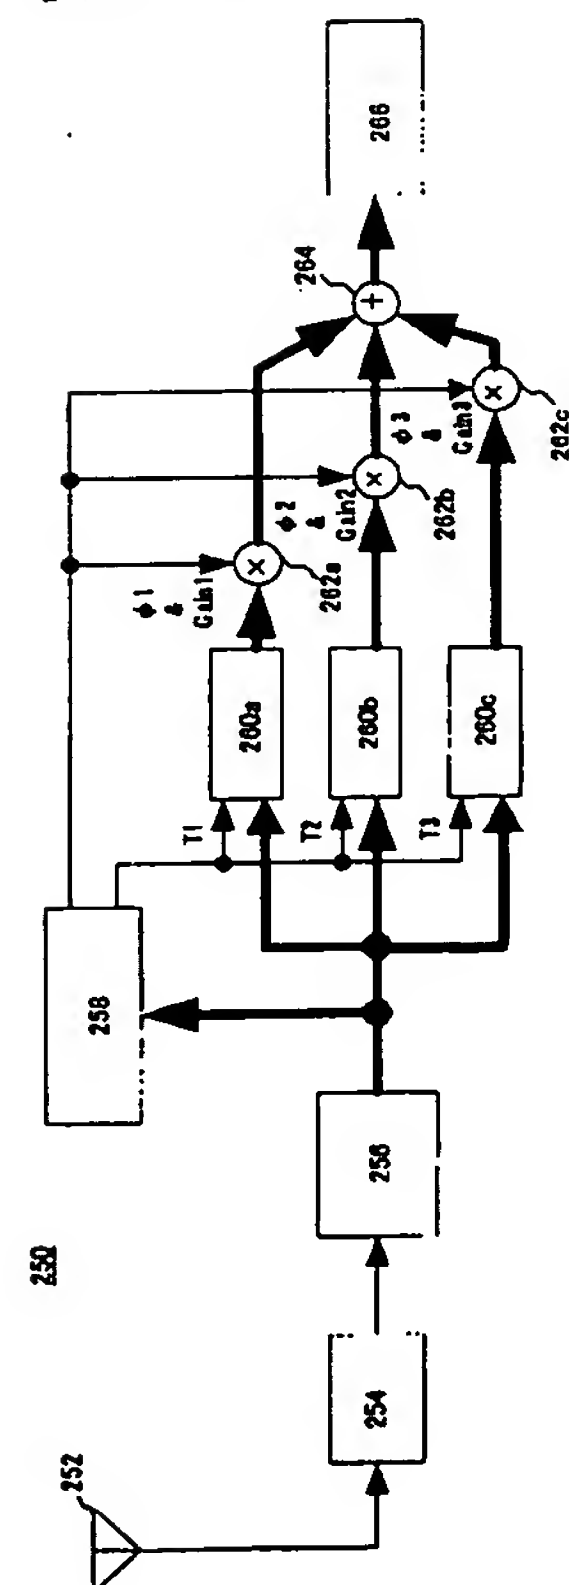 250
252
254
256
258
T1
T2
T3
260a
260b
260c
ϕ1
&
Gain1
262a
ϕ2
&
Gain2
262b
ϕ3
&
Gain3
262c
264
266
×
×
×
+